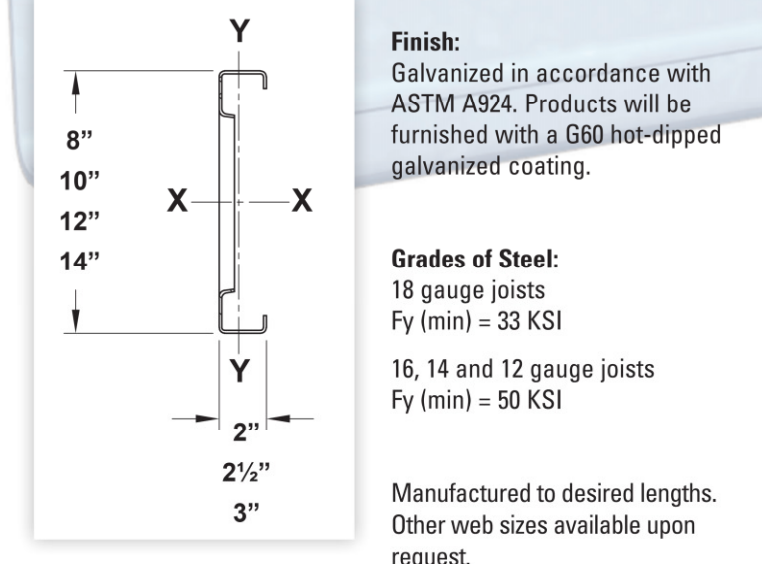 Y
8”
10”
12”
14”
X
X
Y
2”
2½”
3”
Finish:
Galvanized in accordance with
ASTM A924. Products will be
furnished with a G60 hot-dipped
galvanized coating.
Grades of Steel:
18 gauge joists
Fy (min) = 33 KSI
16, 14 and 12 gauge joists
Fy (min) = 50 KSI
Manufactured to desired lengths.
Other web sizes available upon
request.